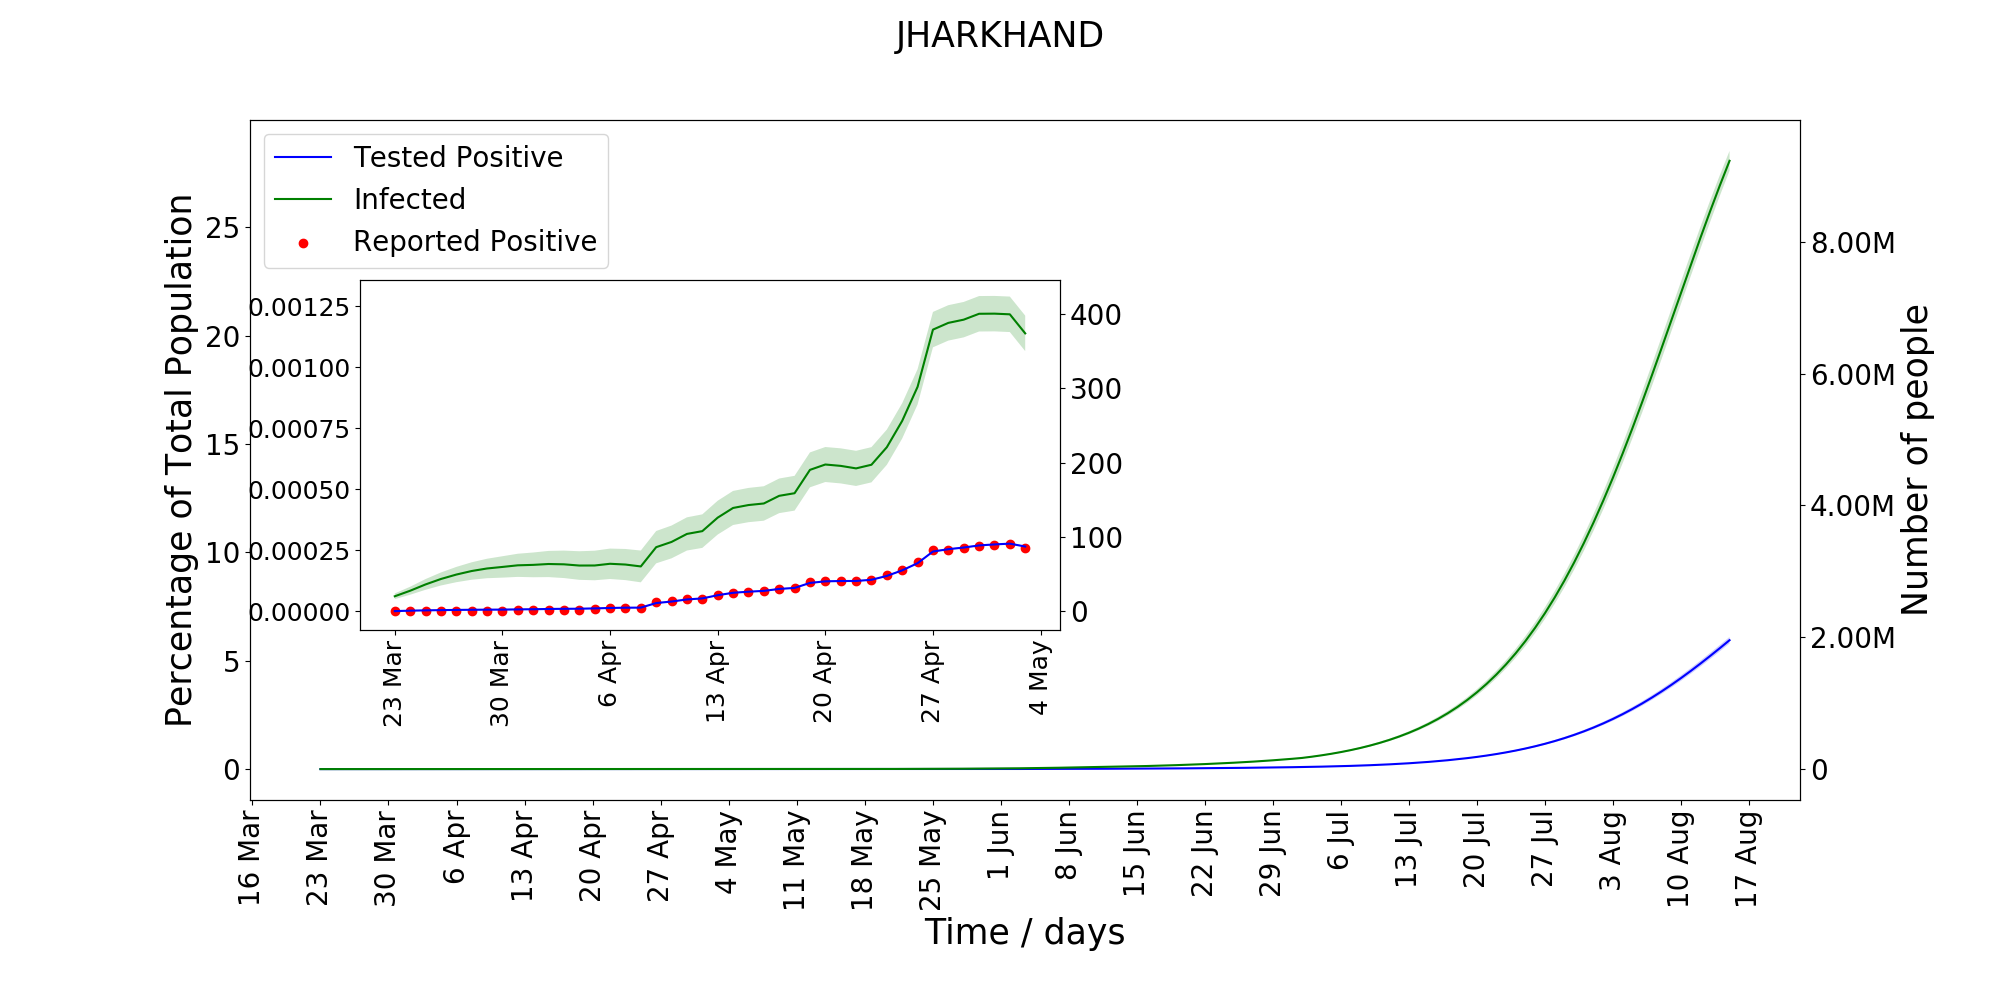 JHARKHAND
Tested Positive
Infected
Reported Positive
Percentage of Total Population
25
20
15
10
5
0
0.00125
0.00100
0.00075
0.00050
0.00025
0.00000
400
300
200
100
0
23 Mar
30 Mar
6 Apr
13 Apr
20 Apr
27 Apr
4 May
8.00M
6.00M
4.00M
2.00M
0
Number of people
16 Mar
23 Mar
30 Mar
6 Apr
13 Apr
20 Apr
27 Apr
4 May
11 May
18 May
25 May
1 Jun
8 Jun
15 Jun
22 Jun
29 Jun
6 Jul
13 Jul
20 Jul
27 Jul
3 Aug
10 Aug
17 Aug
Time / days